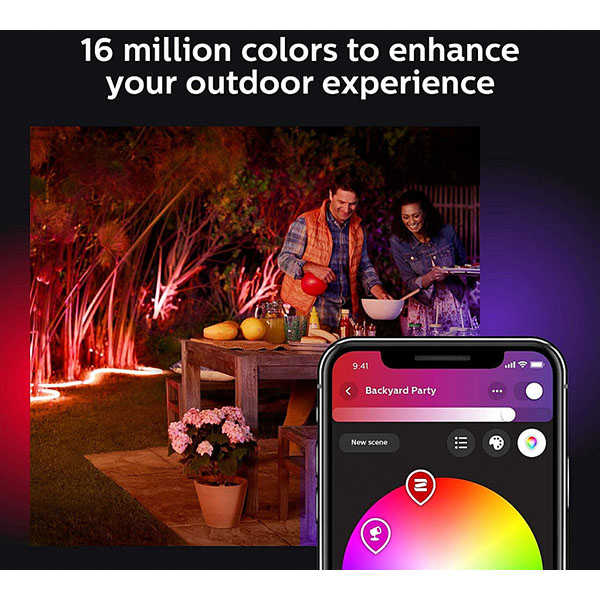 16 million colors to enhance
your outdoor experience
9:41
Backyard Party
New scene